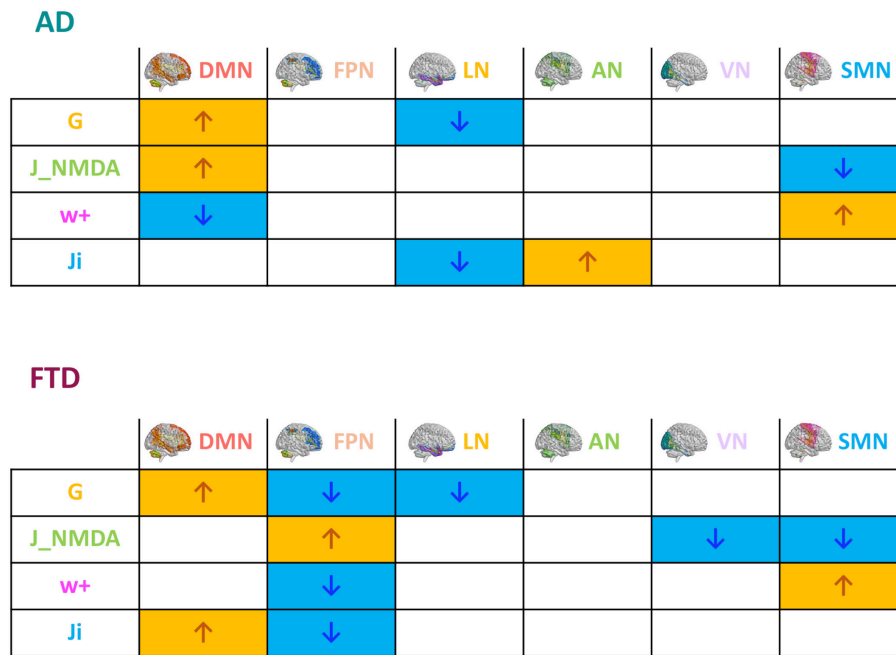 AD
DMN FPN LN AN VN SMN
G ↑ ↓
J_NMDA ↑ ↓
w+ ↓ ↑
Ji ↓ ↑
FTD
DMN FPN LN AN VN SMN
G ↑ ↓ ↓
J_NMDA ↑ ↓ ↓
w+ ↓ ↑
Ji ↑ ↓